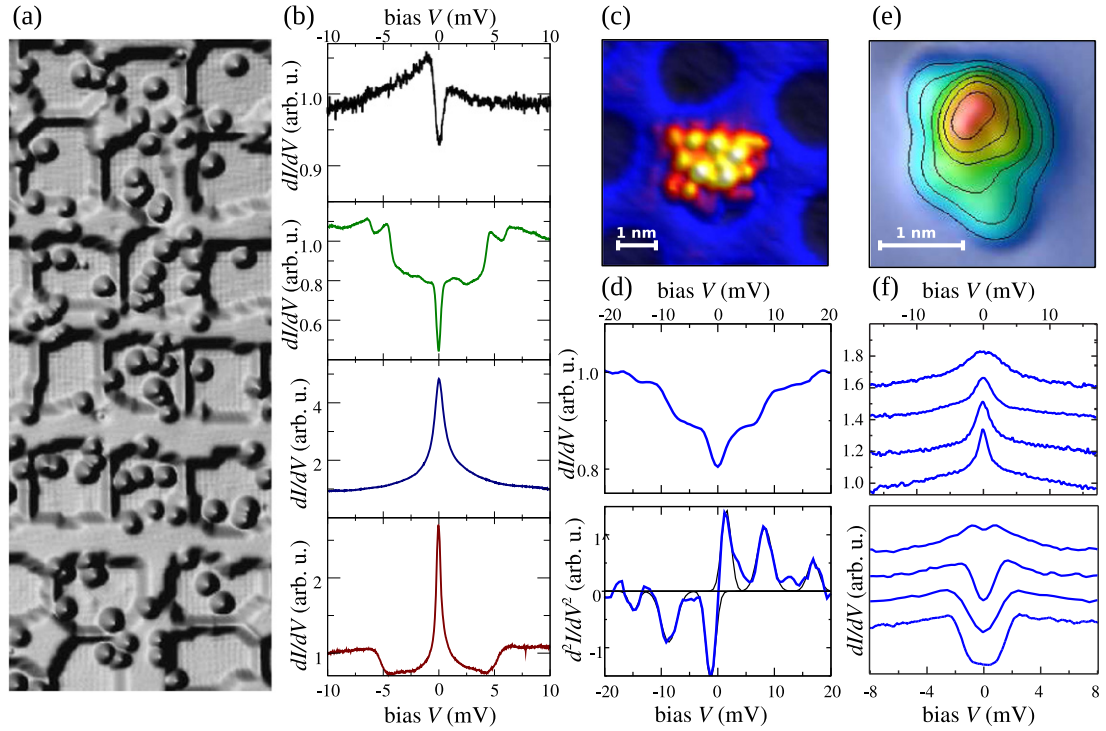 (a)
(b)
bias V (mV)
-10 -5 0 5 10
dI/dV (arb. u.)
1.0
0.9
dI/dV (arb. u.)
1.0
0.8
0.6
dI/dV (arb. u.)
4
2
dI/dV (arb. u.)
2
1
-10 -5 0 5 10
bias V (mV)
(c)
1 nm
(d)
bias V (mV)
-20 -10 0 10 20
dI/dV (arb. u.)
1.0
0.8
d²I/dV² (arb. u.)
1
0
-1
-20 -10 0 10 20
bias V (mV)
(e)
1 nm
(f)
bias V (mV)
-10 0 10
dI/dV (arb. u.)
1.8
1.6
1.4
1.2
1.0
dI/dV (arb. u.)
-8 -4 0 4 8
bias V (mV)